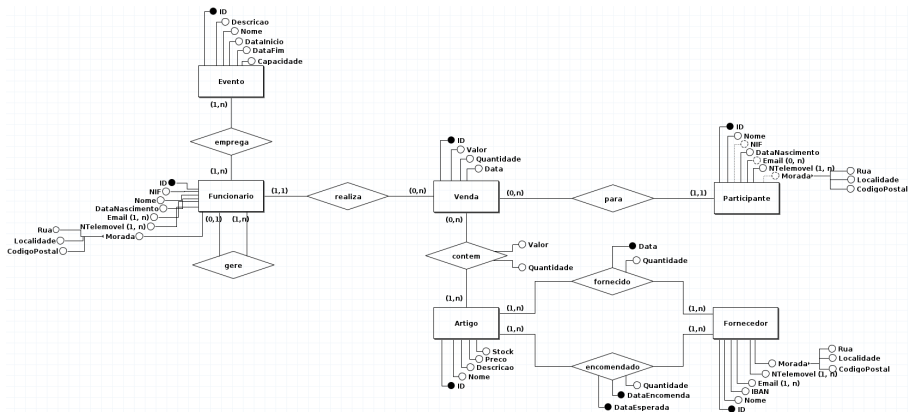 ID
Descricao
Nome
DataInicio
DataFim
Capacidade
Evento
(1,n)
emprega
(1,n)
ID
NIF
Nome
DataNascimento
Email (1, n)
NTelemovel (1, n)
Morada
Rua
Localidade
CodigoPostal
Funcionario
(0,1)
(1,n)
gere
(1,1)
realiza
(0,n)
ID
Valor
Quantidade
Data
Venda
(0,n)
para
(1,1)
ID
Nome
NIF
DataNascimento
Email (0, n)
NTelemovel (1, n)
Morada
Rua
Localidade
CodigoPostal
Participante
(0,n)
contem
Valor
Quantidade
(1,n)
Data
Quantidade
fornecido
(1,n)
(1,n)
Artigo
Fornecedor
(1,n)
(1,n)
Stock
Preco
Descricao
Nome
ID
encomendado
Quantidade
DataEncomenda
DataEsperada
Morada
Rua
Localidade
CodigoPostal
NTelemovel (1, n)
Email (1, n)
IBAN
Nome
ID